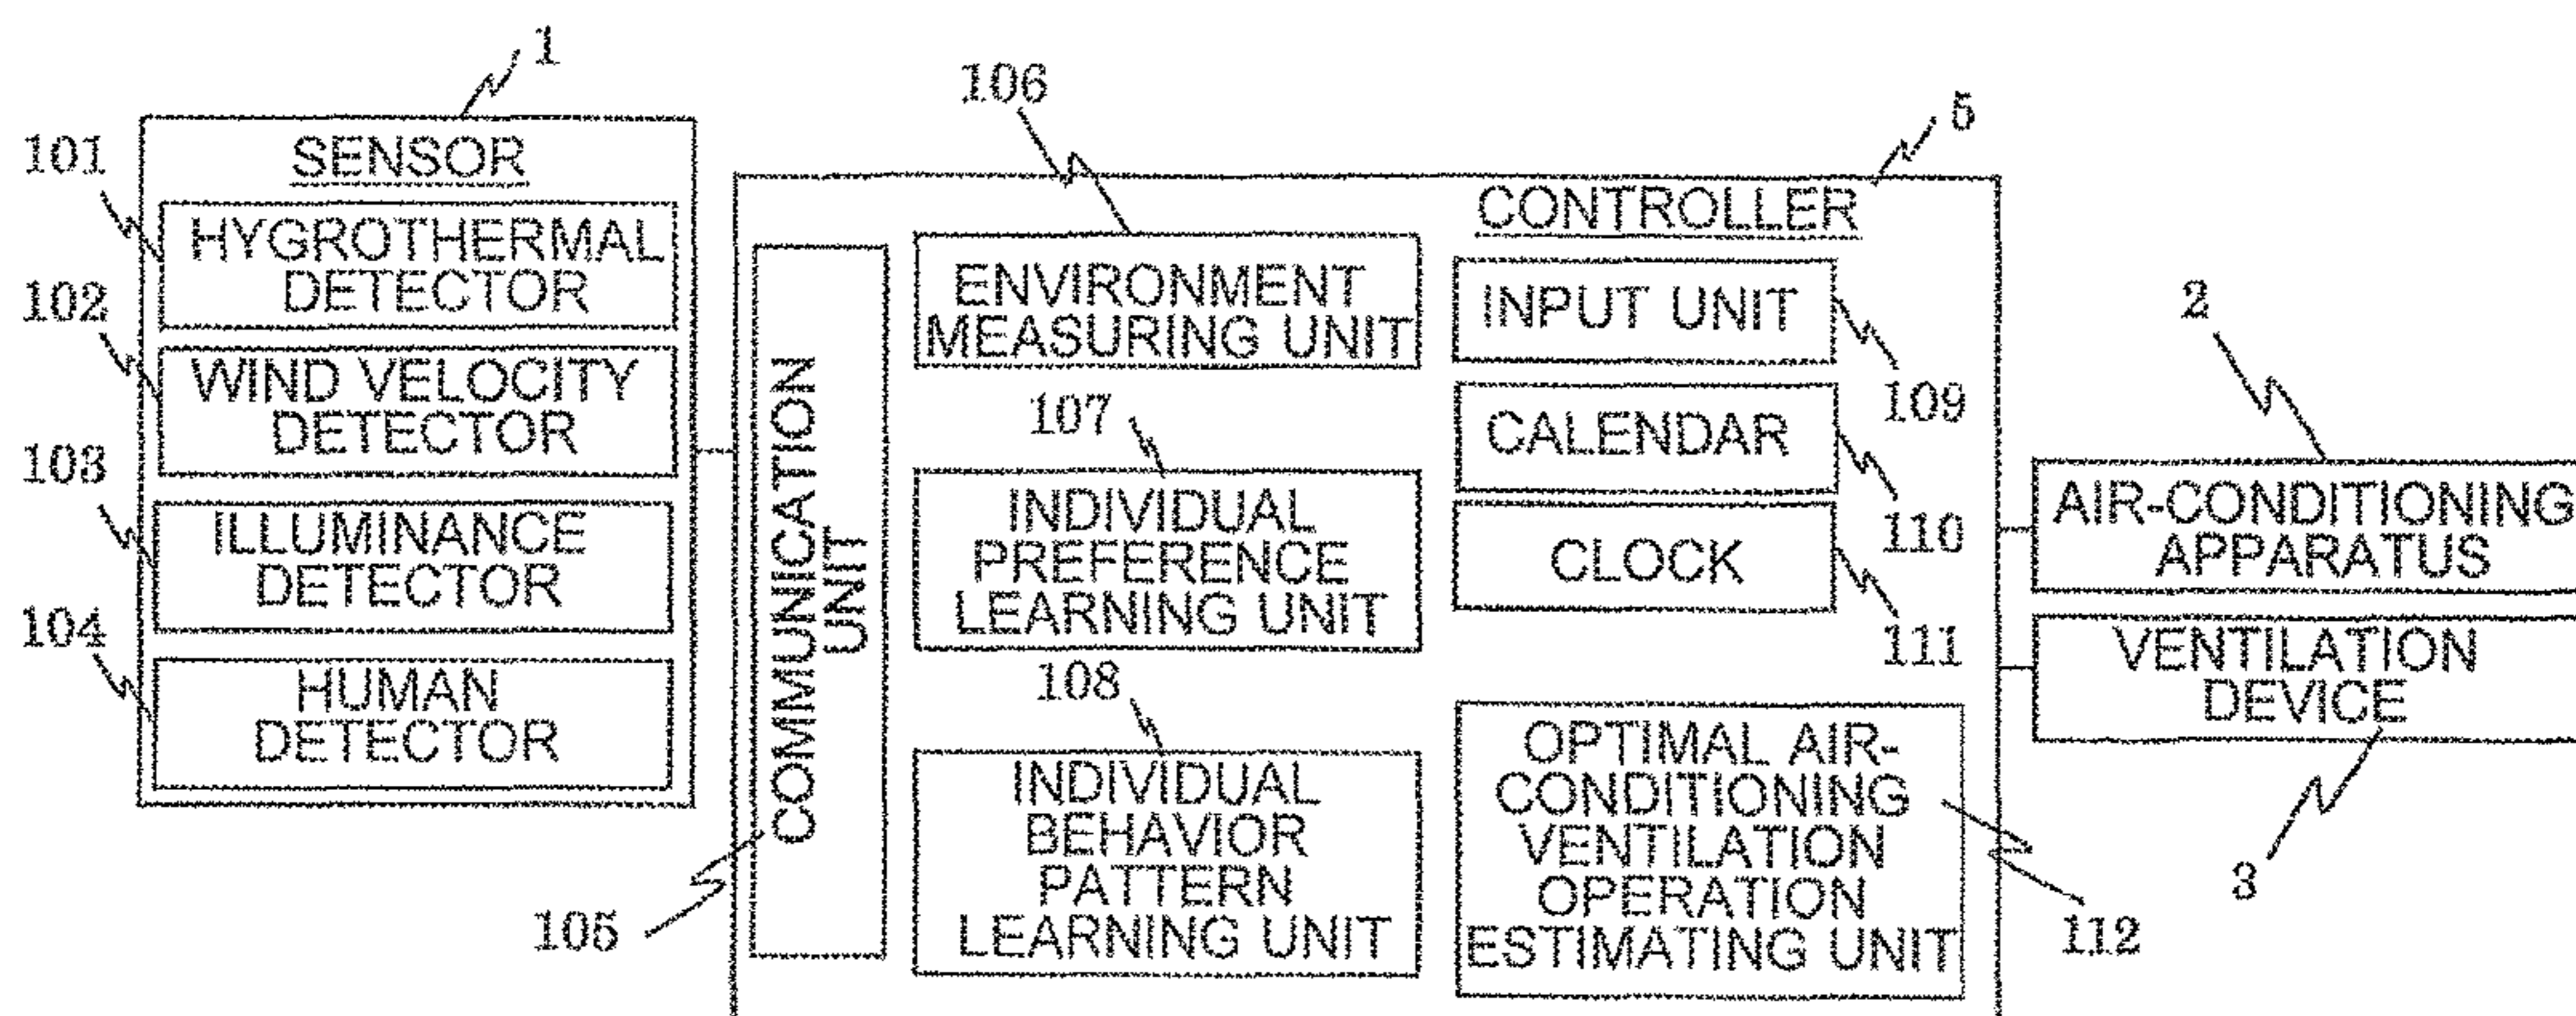 1
SENSOR
101
HYGROTHERMAL
DETECTOR
102
WIND VELOCITY
DETECTOR
103
ILLUMINANCE
DETECTOR
104
HUMAN
DETECTOR
105
COMMUNICATION
UNIT
5
CONTROLLER
106
ENVIRONMENT
MEASURING UNIT
107
INDIVIDUAL
PREFERENCE
LEARNING UNIT
108
INDIVIDUAL
BEHAVIOR
PATTERN
LEARNING UNIT
INPUT UNIT
109
CALENDAR
110
CLOCK
111
OPTIMAL AIR-
CONDITIONING
VENTILATION
OPERATION
ESTIMATING UNIT
112
2
AIR-CONDITIONING
APPARATUS
VENTILATION
DEVICE
3